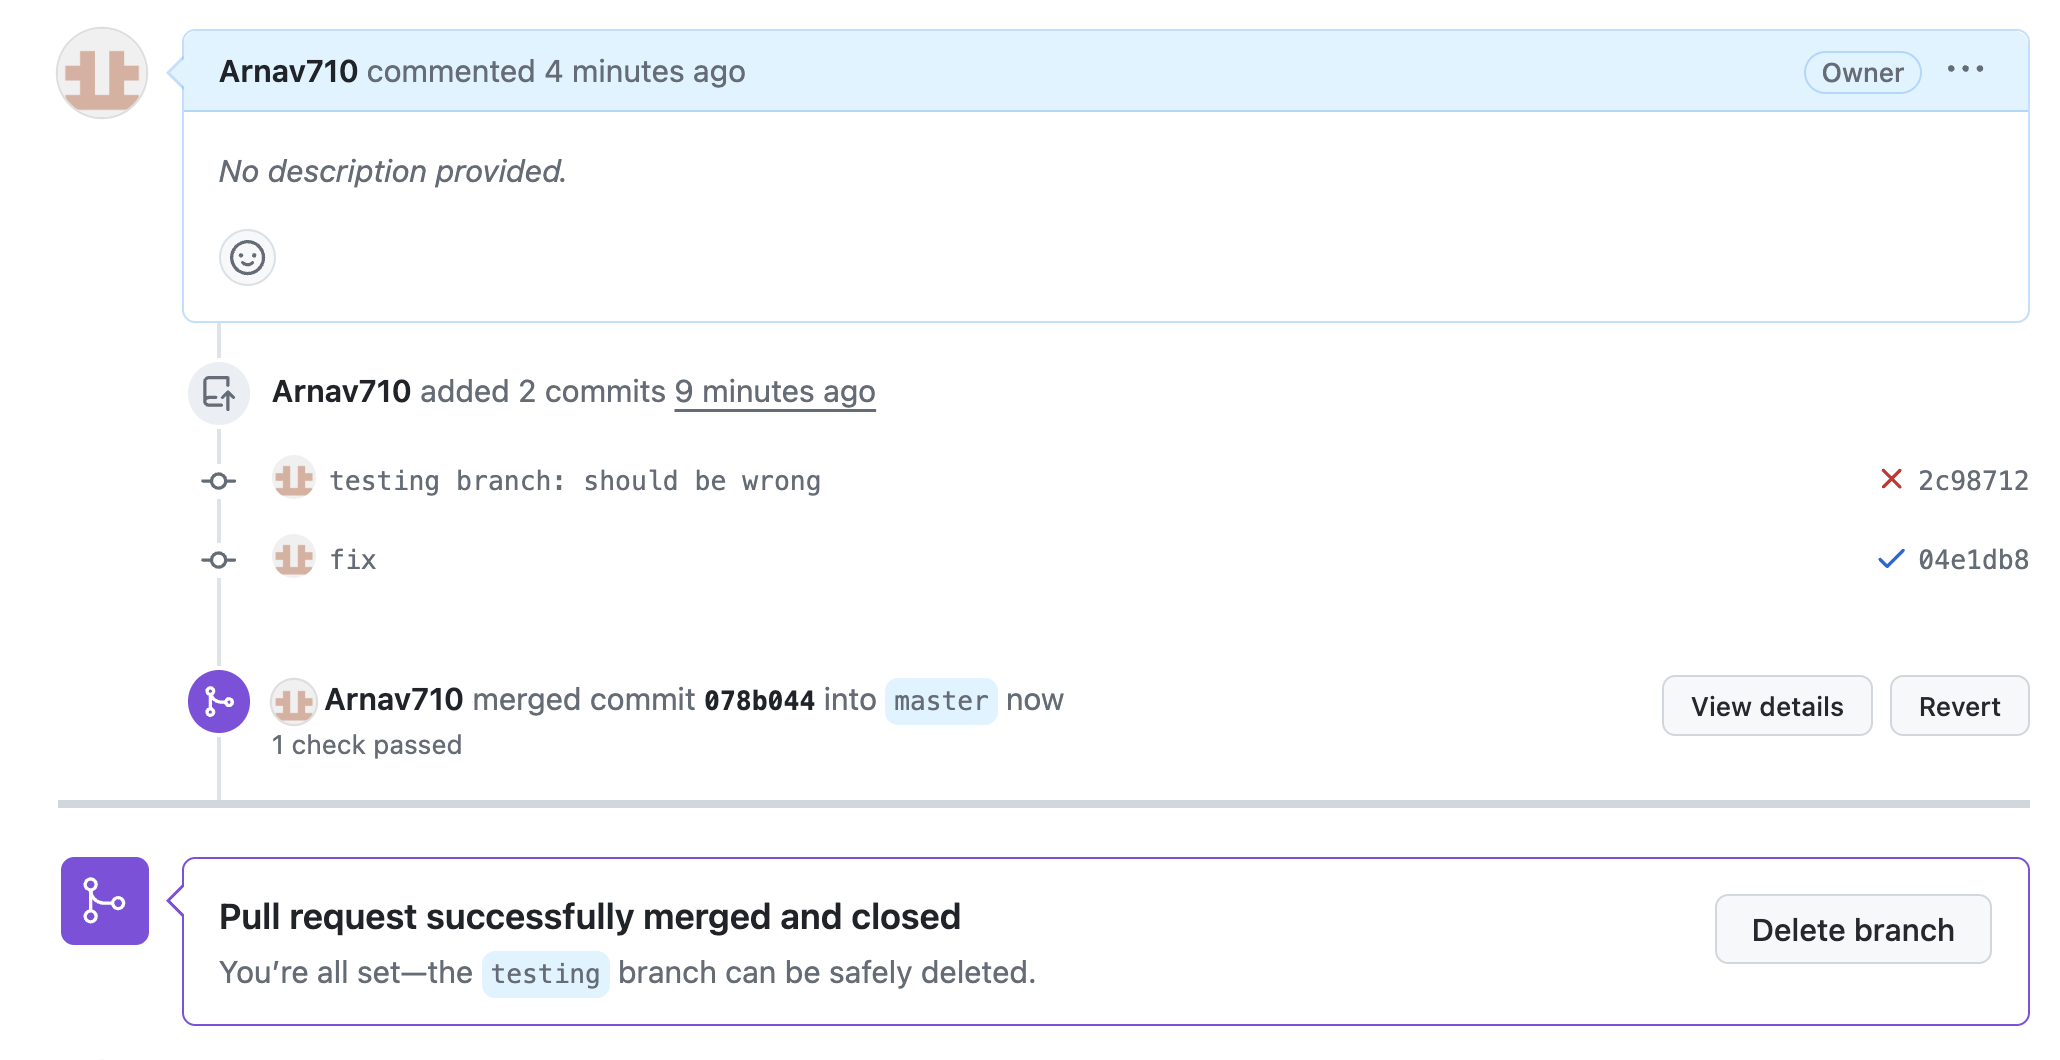 Arnav710 commented 4 minutes ago Owner ...
No description provided.
Arnav710 added 2 commits 9 minutes ago
testing branch: should be wrong 2c98712
fix 04e1db8
Arnav710 merged commit 078b044 into master now View details Revert
1 check passed
Pull request successfully merged and closed Delete branch
You’re all set—the testing branch can be safely deleted.